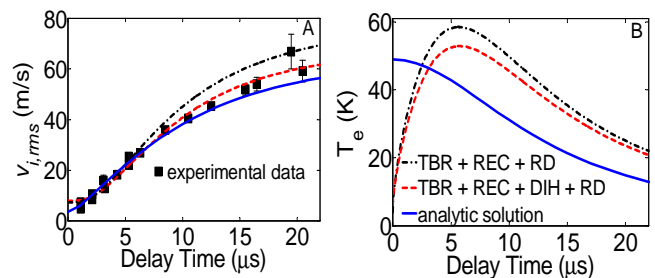 A
80
60
40
20
0
v_i,rms (m/s)
experimental data
0 5 10 15 20
Delay Time (μs)
B
60
40
20
0
T_e (K)
TBR + REC + RD
TBR + REC + DIH + RD
analytic solution
0 5 10 15 20
Delay Time (μs)